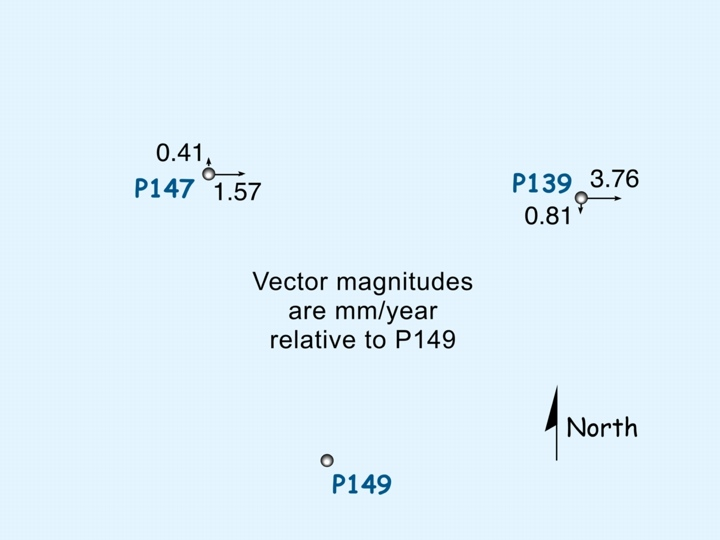 0.41
P147
1.57
P139
3.76
0.81
Vector magnitudes
are mm/year
relative to P149
North
P149